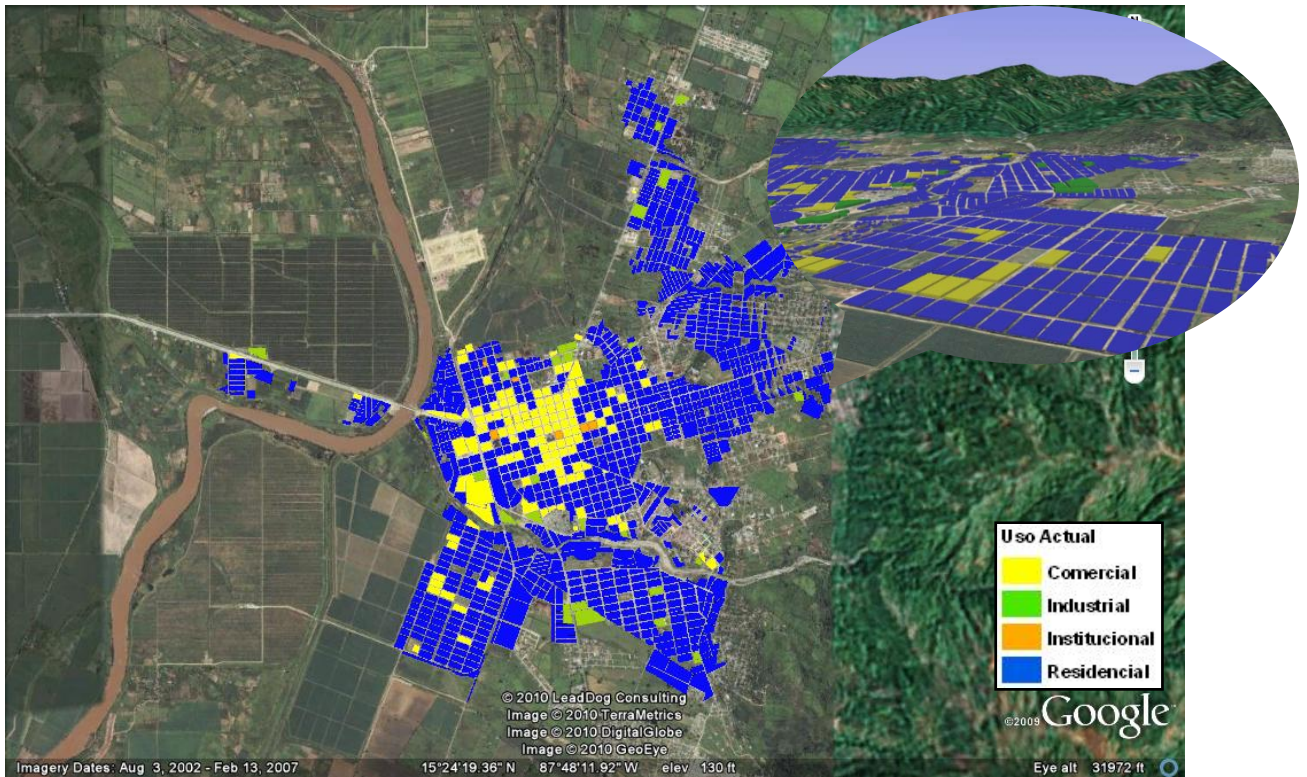 N
Uso Actual
Comercial
Industrial
Institucional
Residencial
© 2010 LeadDog Consulting
Image © 2010 TerraMetrics
Image © 2010 DigitalGlobe
Image © 2010 GeoEye
©2009 Google
Imagery Dates: Aug 3, 2002 - Feb 13, 2007 15°24'19.36" N 87°48'11.92" W elev 130 ft Eye alt 31972 ft